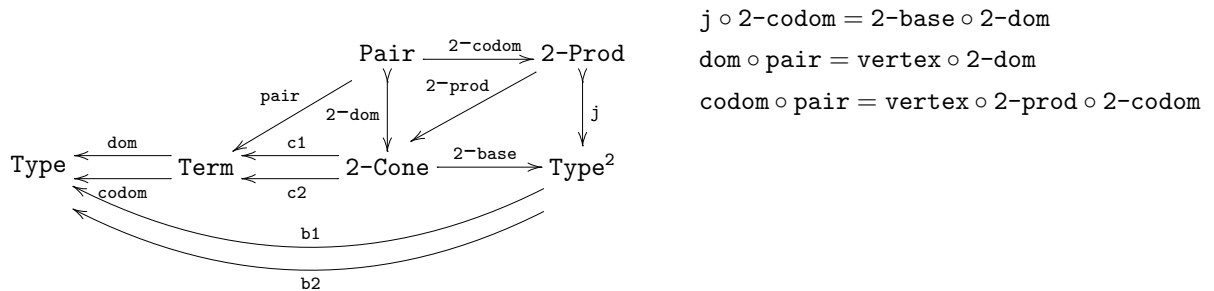 j ∘ 2-codom = 2-base ∘ 2-dom
dom ∘ pair = vertex ∘ 2-dom
codom ∘ pair = vertex ∘ 2-prod ∘ 2-codom
Pair 2-codom 2-Prod
pair 2-dom 2-prod j
Type dom codom Term c1 c2 2-Cone 2-base Type²
b1
b2